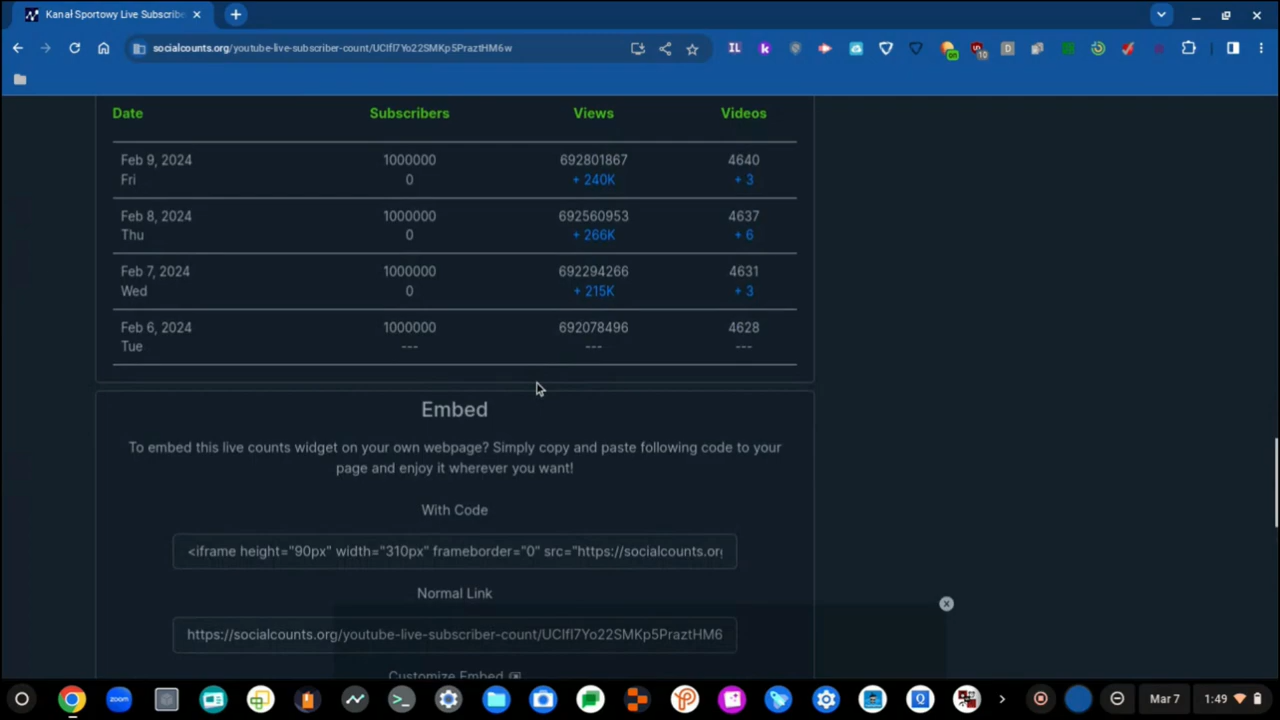 Kanał Sportowy Live Subscribe
socialcounts.org/youtube-live-subscriber-count/UCIfl7Yo22SMKp5PraztHM6w
Date Subscribers Views Videos
Feb 9, 2024 1000000 692801867 4640
Fri 0 + 240K + 3
Feb 8, 2024 1000000 692560953 4637
Thu 0 + 266K + 6
Feb 7, 2024 1000000 692294266 4631
Wed 0 + 215K + 3
Feb 6, 2024 1000000 692078496 4628
Tue --- --- ---
Embed
To embed this live counts widget on your own webpage? Simply copy and paste following code to your
page and enjoy it wherever you want!
With Code
<iframe height="90px" width="310px" frameborder="0" src="https://socialcounts.org
Normal Link
https://socialcounts.org/youtube-live-subscriber-count/UCIfl7Yo22SMKp5PraztHM6
Customize Embed
zoom
Mar 7 1:49